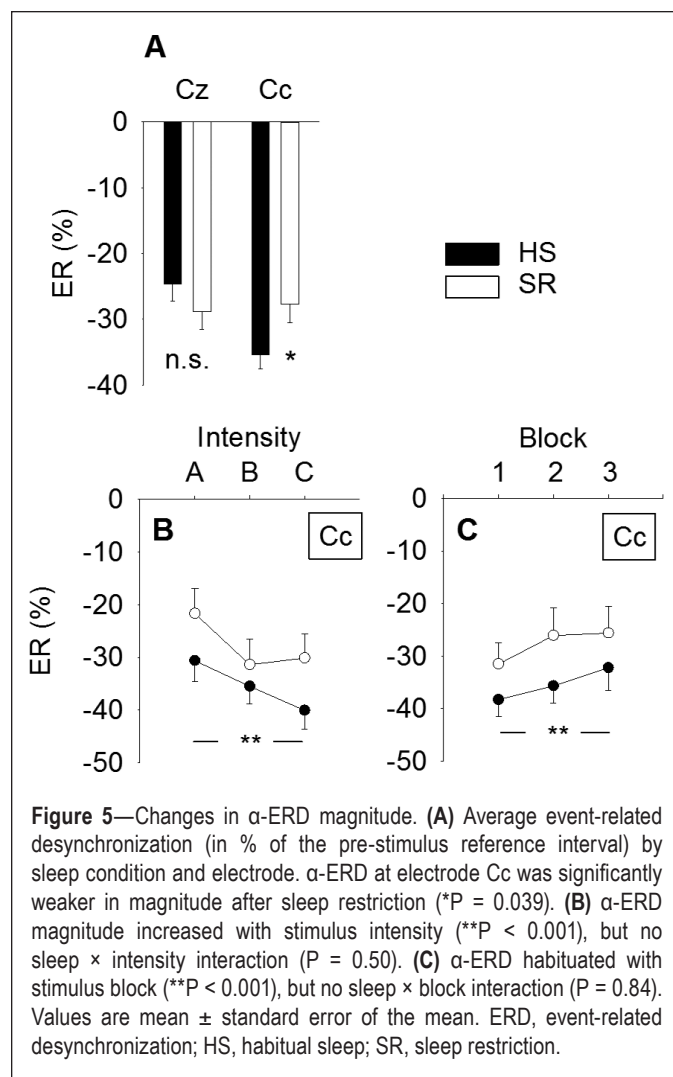 A
Cz Cc
0
-10
-20
-30
-40
ER (%)
n.s. *
HS
SR
Intensity
A B C
0
-10
-20
-30
-40
-50
ER (%)
B
Cc
**
Block
1 2 3
0
-10
-20
-30
-40
-50
C
Cc
**
Figure 5—Changes in α-ERD magnitude. (A) Average event-related
desynchronization (in % of the pre-stimulus reference interval) by
sleep condition and electrode. α-ERD at electrode Cc was significantly
weaker in magnitude after sleep restriction (*P = 0.039). (B) α-ERD
magnitude increased with stimulus intensity (**P < 0.001), but no
sleep × intensity interaction (P = 0.50). (C) α-ERD habituated with
stimulus block (**P < 0.001), but no sleep × block interaction (P = 0.84).
Values are mean ± standard error of the mean. ERD, event-related
desynchronization; HS, habitual sleep; SR, sleep restriction.